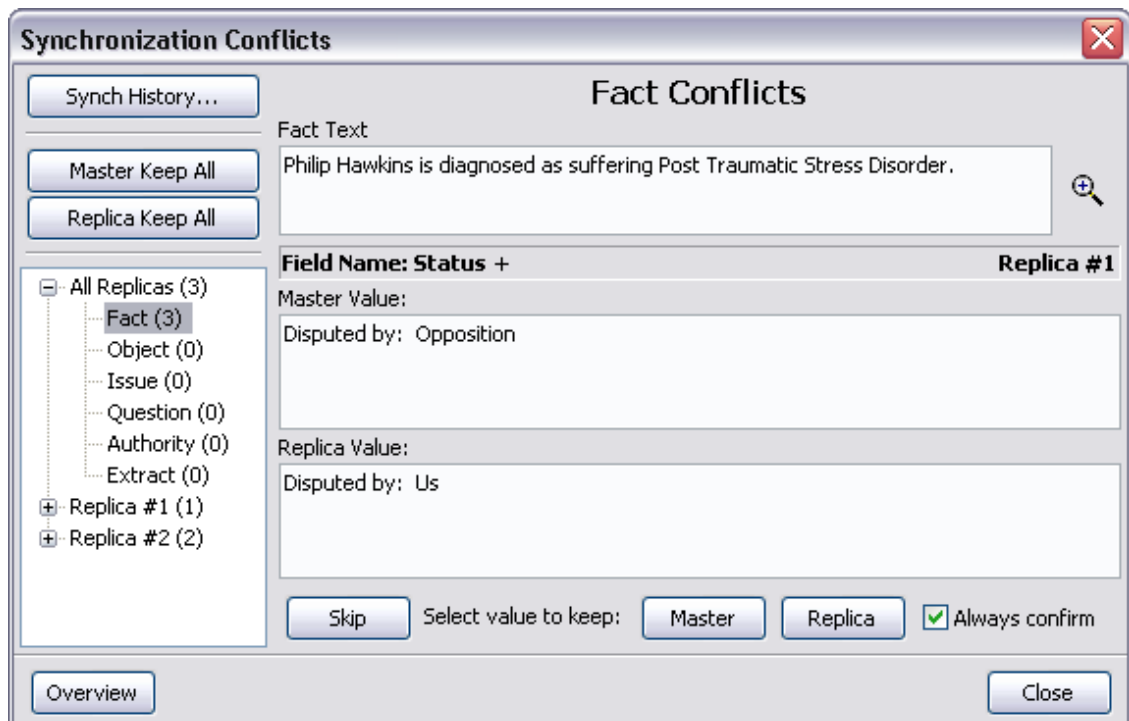 Synchronization Conflicts
Synch History...
Master Keep All
Replica Keep All
All Replicas (3)
Fact (3)
Object (0)
Issue (0)
Question (0)
Authority (0)
Extract (0)
Replica #1 (1)
Replica #2 (2)
Fact Conflicts
Fact Text
Philip Hawkins is diagnosed as suffering Post Traumatic Stress Disorder.
Field Name: Status + Replica #1
Master Value:
Disputed by: Opposition
Replica Value:
Disputed by: Us
Skip Select value to keep: Master Replica Always confirm
Overview Close